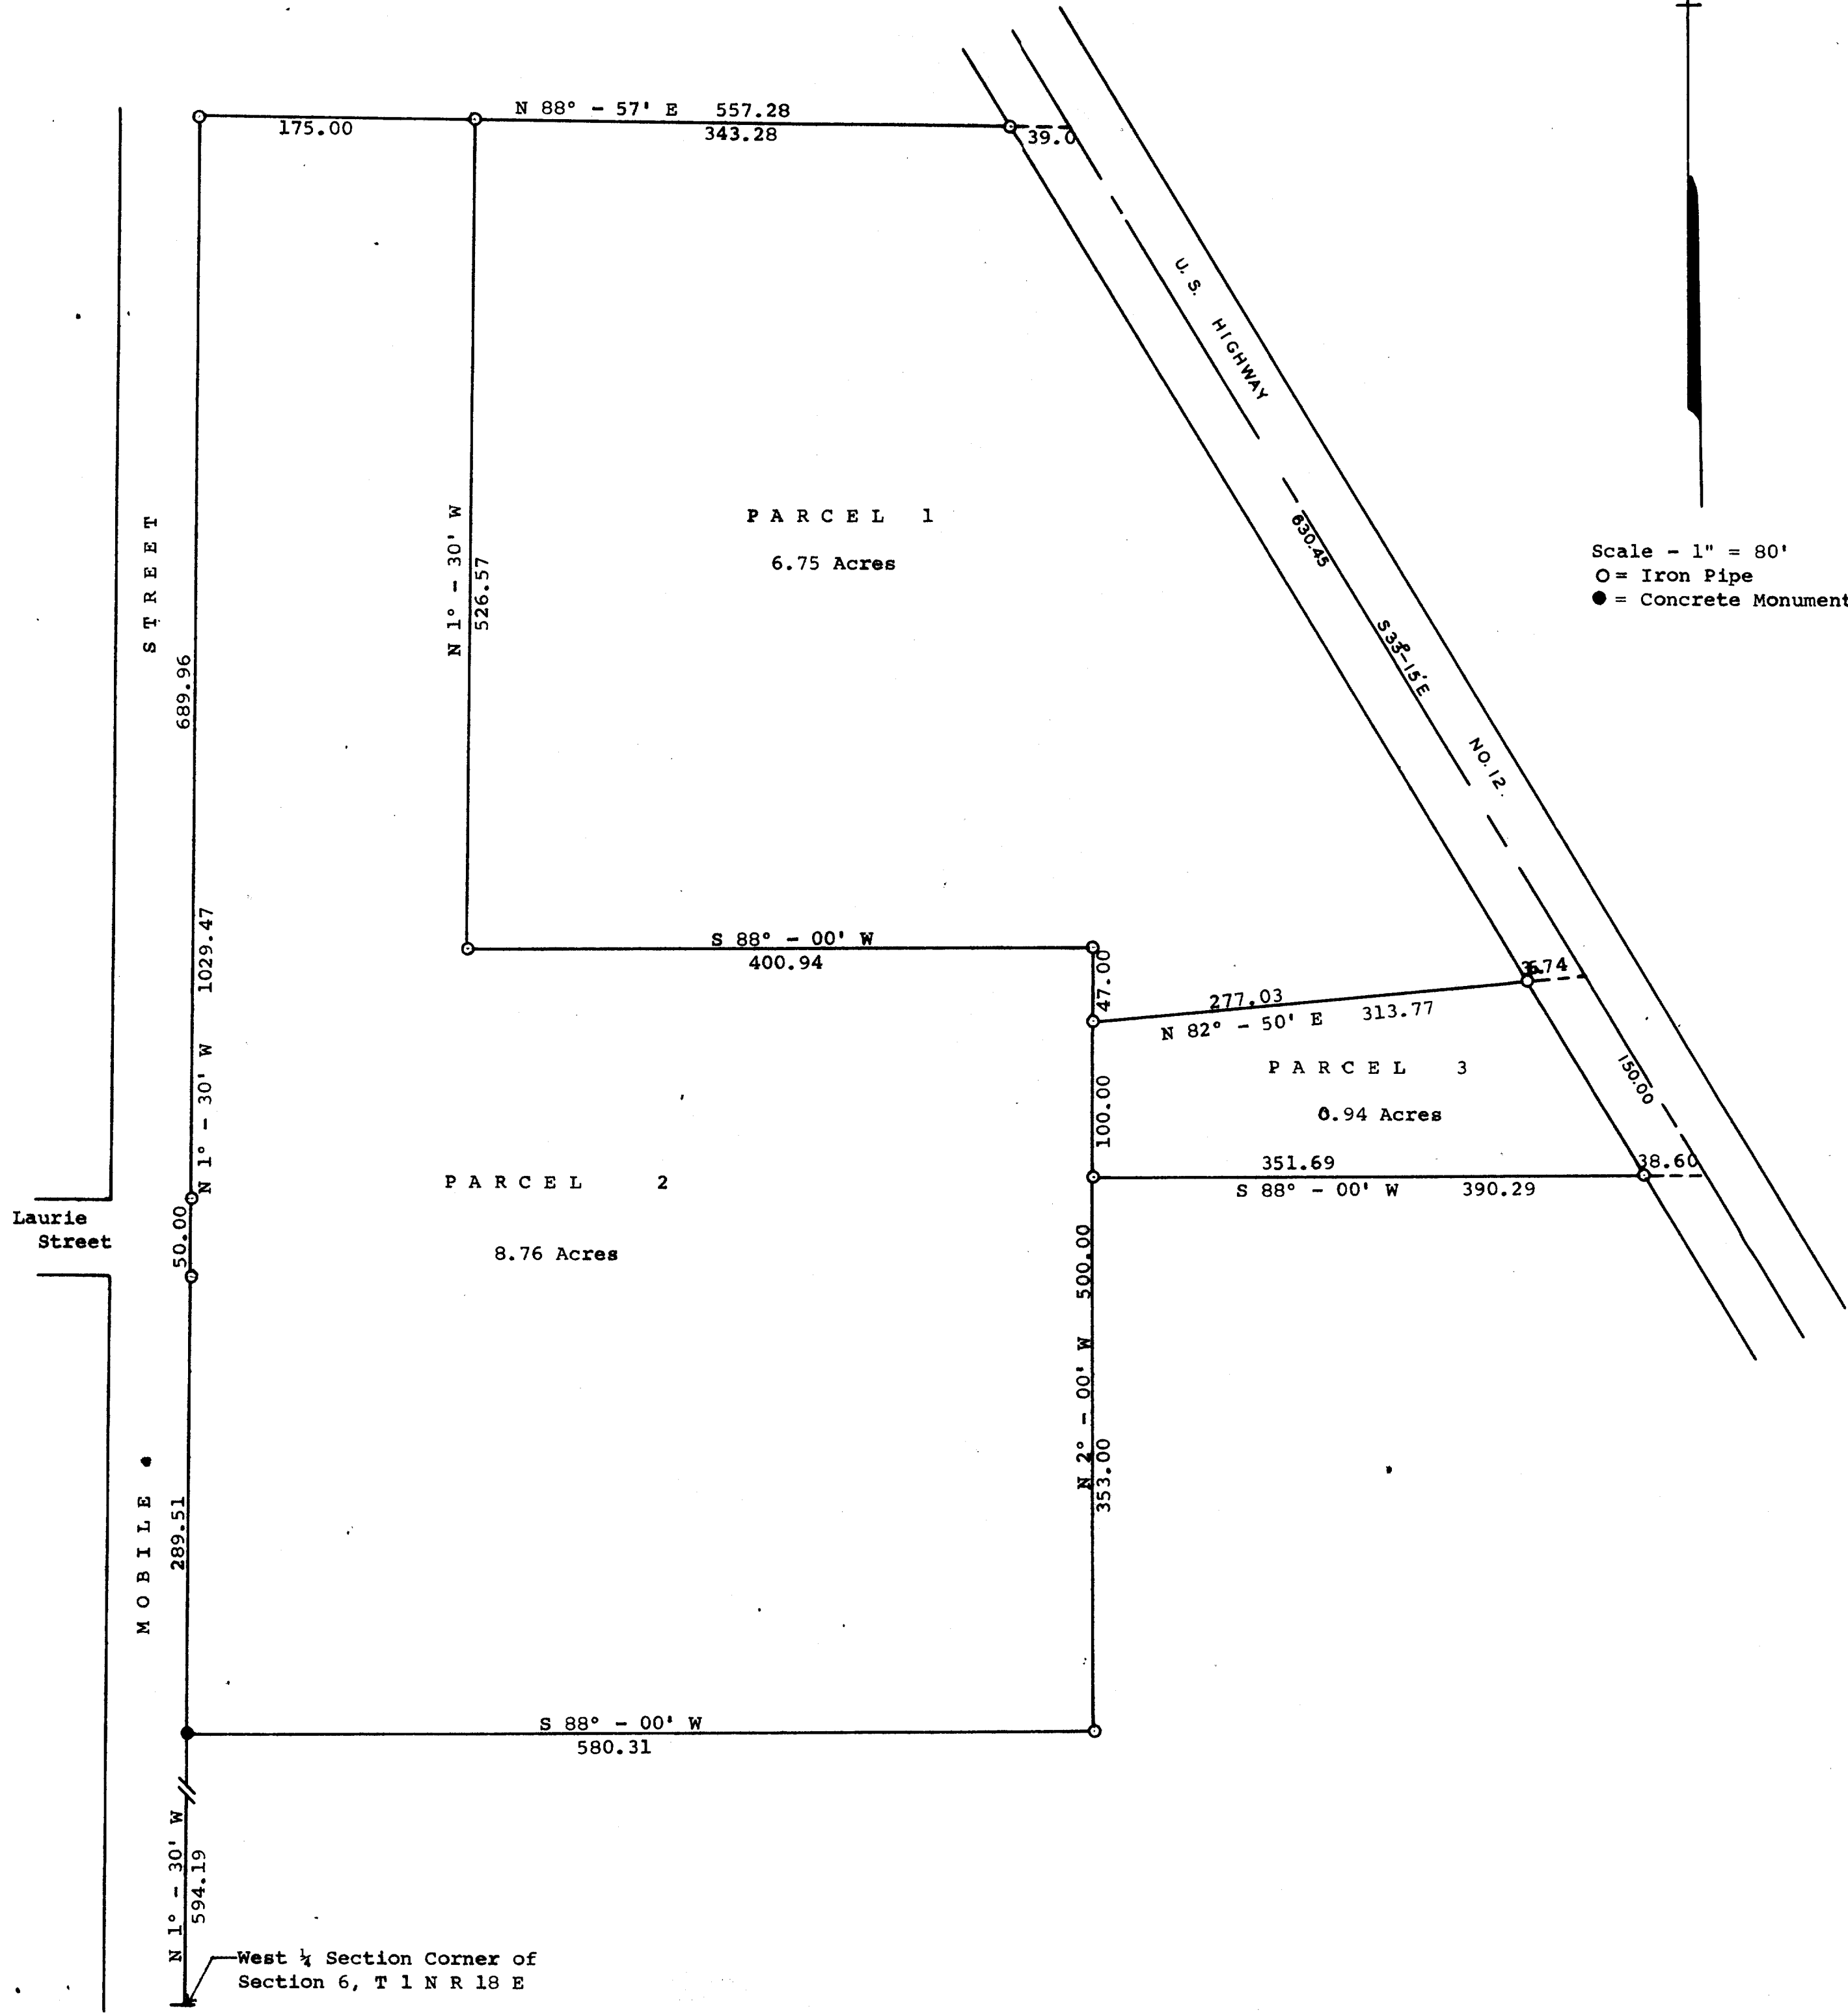 N 88° - 57' E 557.28
175.00
343.28
39.0
U. S. HIGHWAY
630.45
S 33°-15' E
NO. 12.
STREET
689.96
N 1° - 30' W
526.57
PARCEL 1
6.75 Acres
Scale - 1" = 80'
O = Iron Pipe
● = Concrete Monument
N 1° - 30' W 1029.47
S 88° - 00' W
400.94
47.00
277.03
N 82° - 50' E 313.77
PARCEL 3
0.94 Acres
150.00
100.00
351.69
38.60
S 88° - 00' W 390.29
PARCEL 2
8.76 Acres
Laurie
Street
50.00
N 2° - 00' W 500.00
353.00
MOBILE
289.51
S 88° - 00' W
580.31
N 1° - 30' W
594.19
West ¼ Section Corner of
Section 6, T 1 N R 18 E